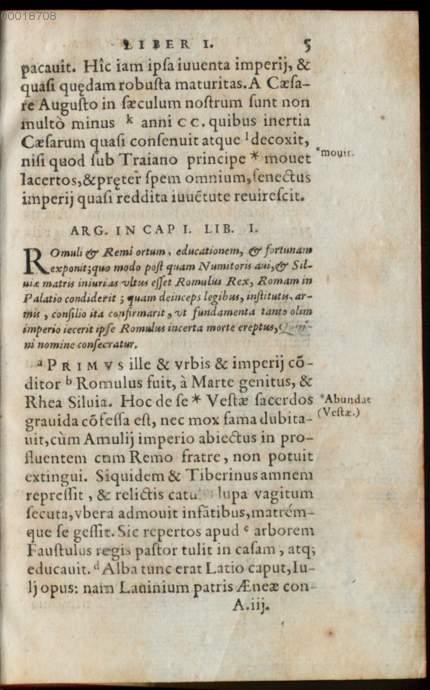 00018708
LIBER I. 5
pacauit. Hîc iam ipſa iuuenta imperij, &
quaſi quędam robuſta maturitas. A Cæſa-
re Auguſto in ſæculum noſtrum ſunt non
multò minus k anni CC. quibus inertia
Cæſarum quaſi conſenuit atque l decoxit,
niſi quod ſub Traiano principe * mouet
*mouit.
lacertos, & pręter ſpem omnium, ſenectus
imperij quaſi reddita iuuẽtute reuireſcit.
ARG. IN CAP I. LIB. I.
ROmuli & Remi ortum, educationem, & fortunam
exponit; quo modo poſt quam Numitoris aui, & Sil-
uiæ matris iniurias vltus eſſet Romulus Rex, Romam in
Palatio condiderit; quam deinceps legibus, inſtitutis, ar-
mis, conſilio ita confirmarit, vt fundamenta tanto olim
imperio iecerit ipſe Romulus incerta morte ereptus, Quiri-
ni nomine conſecratur.
a PRIMVS ille & vrbis & imperij cõ-
ditor b Romulus fuit, à Marte genitus, &
Rhea Siluia. Hoc de ſe * Veſtæ ſacerdos
*Abundat
(Veſtæ.)
grauida cõfeſſa eſt, nec mox fama dubita-
uit, cùm Amulij imperio abiectus in pro-
fluentem cum Remo fratre, non potuit
extingui. Siquidem & Tiberinus amnem
repreſſit, & relictis catu lupa vagitum
ſecuta, vbera admouit infãtibus, matrẽm-
que ſe geſſit. Sic repertos apud c arborem
Fauſtulus regis paſtor tulit in caſam, atq;
educauit. d Alba tunc erat Latio caput, Iu-
lj opus: nam Lauinium patris Æneæ con-
A.iij.